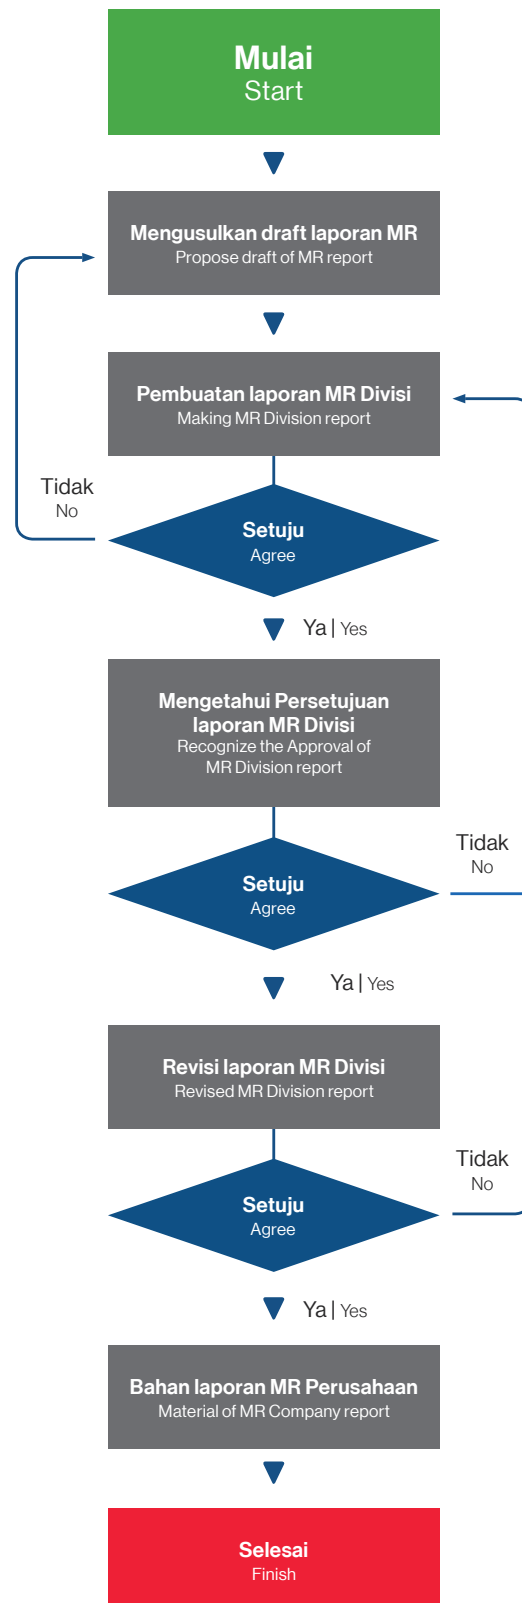 Mulai
Start
Mengusulkan draft laporan MR
Propose draft of MR report
Pembuatan laporan MR Divisi
Making MR Division report
Tidak
No
Setuju
Agree
Ya | Yes
Mengetahui Persetujuan
laporan MR Divisi
Recognize the Approval of
MR Division report
Tidak
No
Setuju
Agree
Ya | Yes
Revisi laporan MR Divisi
Revised MR Division report
Tidak
No
Setuju
Agree
Ya | Yes
Bahan laporan MR Perusahaan
Material of MR Company report
Selesai
Finish